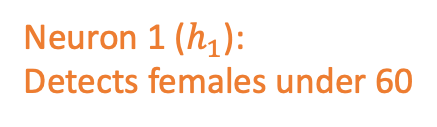 Neuron 1 (h₁):
Detects females under 60